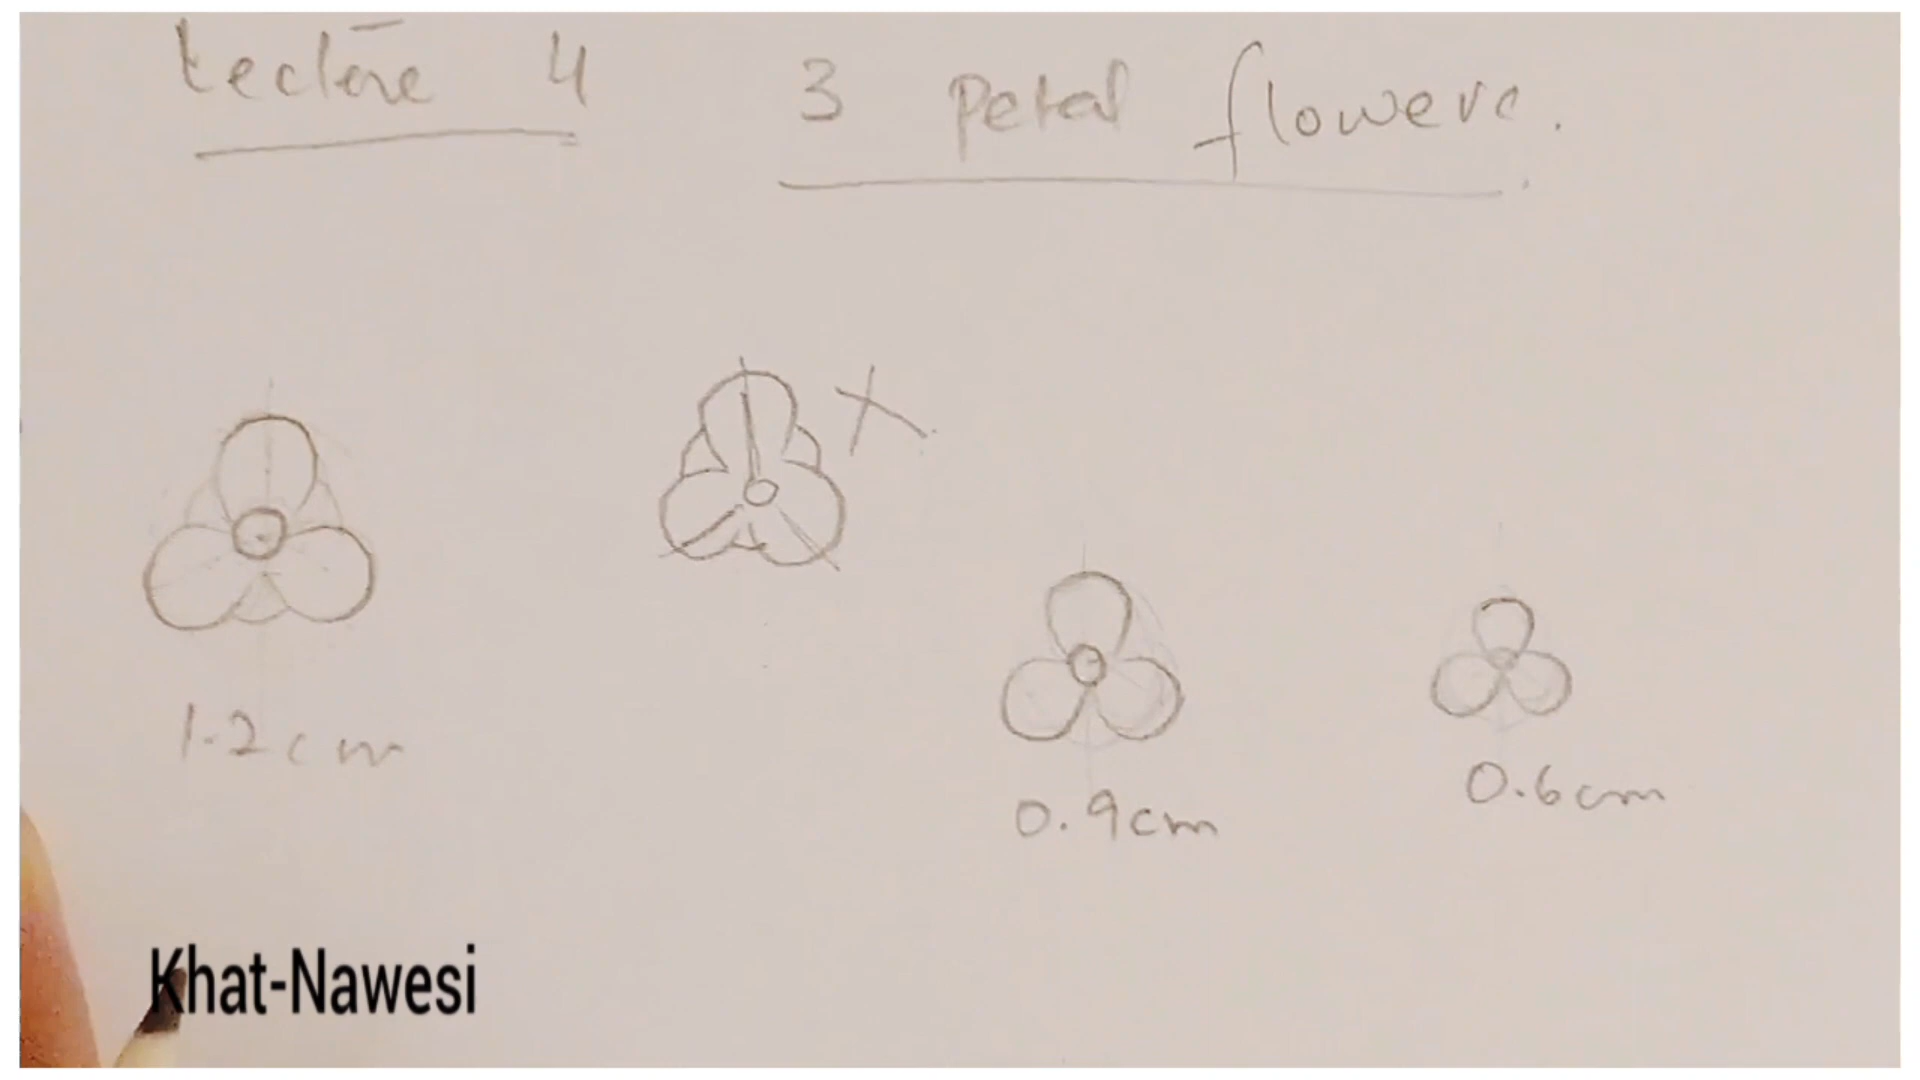 Lecture 4 3 Petal flowers.
X
1.2cm
0.9cm
0.6cm
Khat-Nawesi